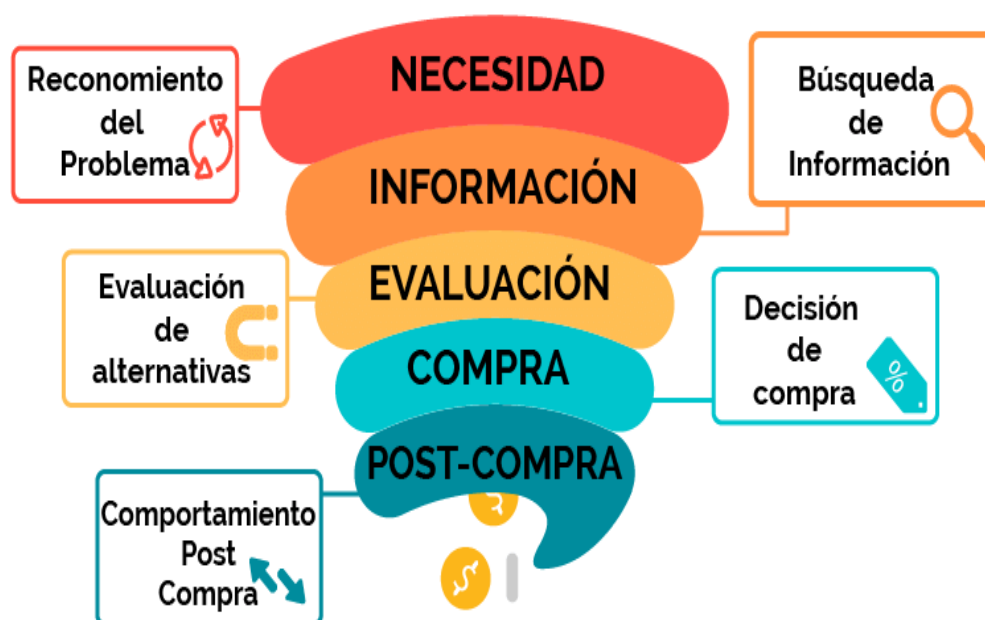 NECESIDAD
Reconomiento
del
Problema
Búsqueda
de
Información
INFORMACIÓN
EVALUACIÓN
Evaluación
de
alternativas
COMPRA
Decisión
de
compra
%
POST-COMPRA
Comportamiento
Post
Compra